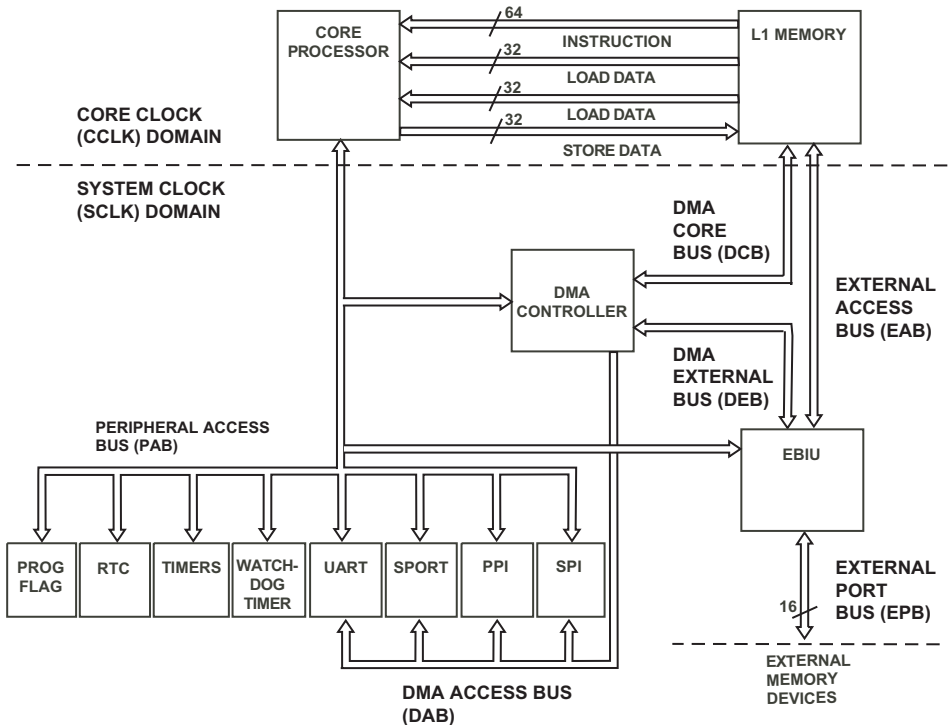 64
CORE
PROCESSOR
L1 MEMORY
INSTRUCTION
32
LOAD DATA
32
LOAD DATA
32
STORE DATA
CORE CLOCK
(CCLK) DOMAIN
SYSTEM CLOCK
(SCLK) DOMAIN
DMA
CORE
BUS (DCB)
DMA
CONTROLLER
EXTERNAL
ACCESS
BUS (EAB)
DMA
EXTERNAL
BUS (DEB)
PERIPHERAL ACCESS
BUS (PAB)
EBIU
PROG
FLAG
RTC
TIMERS
WATCH-
DOG
TIMER
UART
SPORT
PPI
SPI
EXTERNAL
PORT
BUS (EPB)
16
DMA ACCESS BUS
(DAB)
EXTERNAL
MEMORY
DEVICES